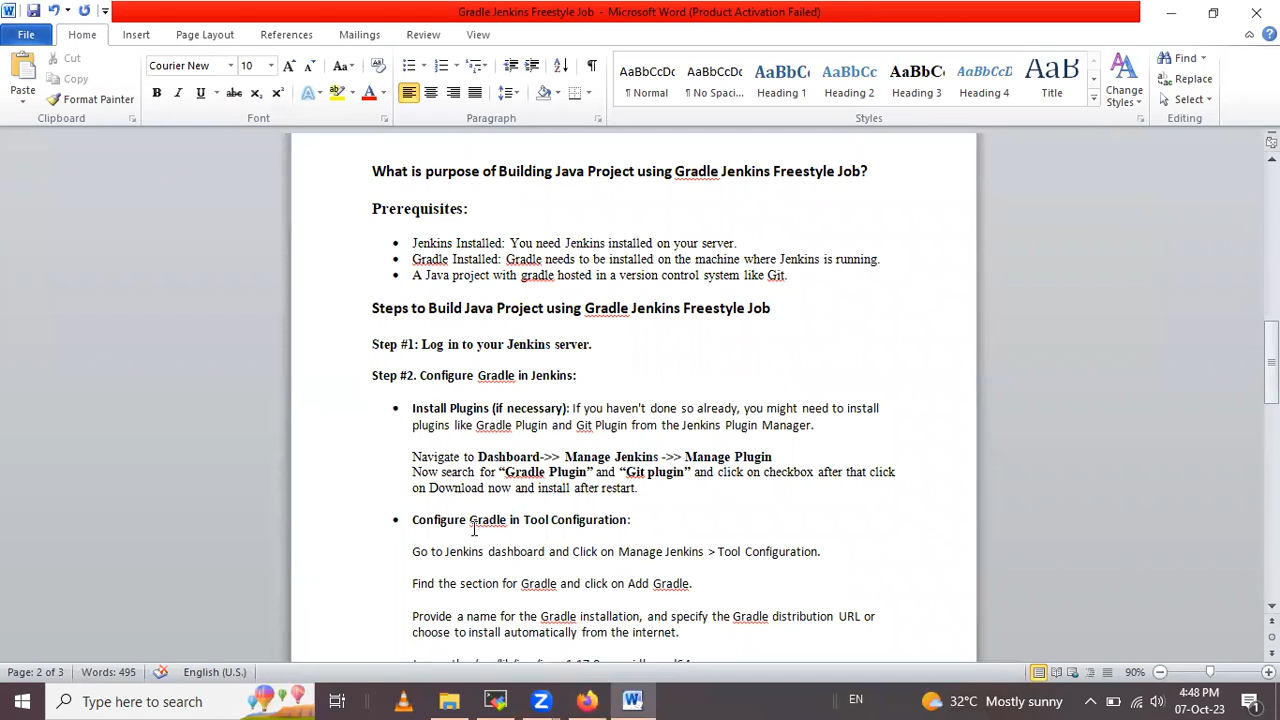 Gradle Jenkins Freestyle Job - Microsoft Word (Product Activation Failed)
File Home Insert Page Layout References Mailings Review View
Paste
Cut
Copy
Format Painter
Clipboard
Courier New 10
Font
Paragraph
AaBbCcDc AaBbCcDc AaBbC AaBbCc AaBbC AaBbCcI AaB
¶ Normal ¶ No Spaci... Heading 1 Heading 2 Heading 3 Heading 4 Title
Styles
Change Styles
Find
Replace
Select
Editing
What is purpose of Building Java Project using Gradle Jenkins Freestyle Job?
Prerequisites:
• Jenkins Installed: You need Jenkins installed on your server.
• Gradle Installed: Gradle needs to be installed on the machine where Jenkins is running.
• A Java project with gradle hosted in a version control system like Git.
Steps to Build Java Project using Gradle Jenkins Freestyle Job
Step #1: Log in to your Jenkins server.
Step #2. Configure Gradle in Jenkins:
• Install Plugins (if necessary): If you haven't done so already, you might need to install
plugins like Gradle Plugin and Git Plugin from the Jenkins Plugin Manager.
Navigate to Dashboard->> Manage Jenkins ->> Manage Plugin
Now search for “Gradle Plugin” and “Git plugin” and click on checkbox after that click
on Download now and install after restart.
• Configure Gradle in Tool Configuration:
Go to Jenkins dashboard and Click on Manage Jenkins > Tool Configuration.
Find the section for Gradle and click on Add Gradle.
Provide a name for the Gradle installation, and specify the Gradle distribution URL or
choose to install automatically from the internet.
Page: 2 of 3 Words: 495 English (U.S.) 90%
Type here to search
EN
32°C Mostly sunny
4:48 PM
07-Oct-23